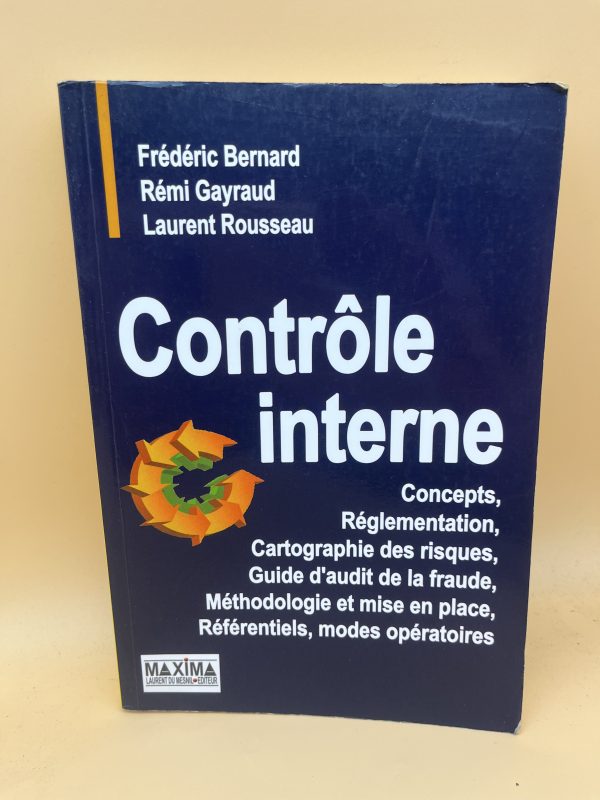 Frédéric Bernard
Rémi Gayraud
Laurent Rousseau
Contrôle
interne
Concepts,
Réglementation,
Cartographie des risques,
Guide d'audit de la fraude,
Méthodologie et mise en place,
Référentiels, modes opératoires
MAXIMA
LAURENT DU MESNIL•EDITEUR